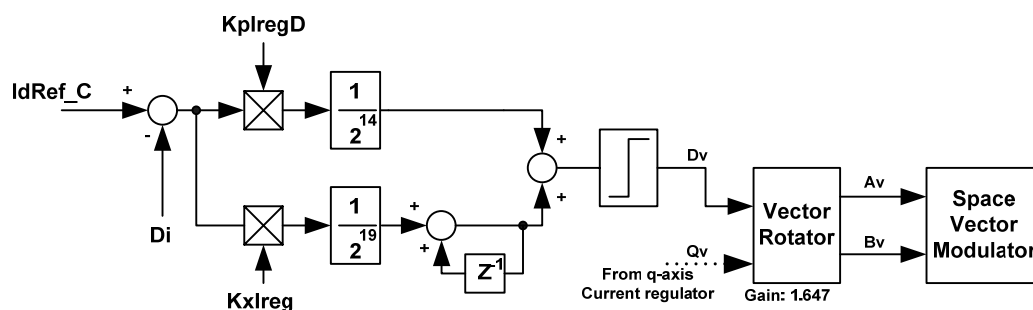 KpIregD
IdRef_C
+
-
Di
1
2^14
1
2^19
KxIreg
+
+
Z^-1
+
+
Dv
Qv
From q-axis
Current regulator
Vector
Rotator
Gain: 1.647
Av
Bv
Space
Vector
Modulator